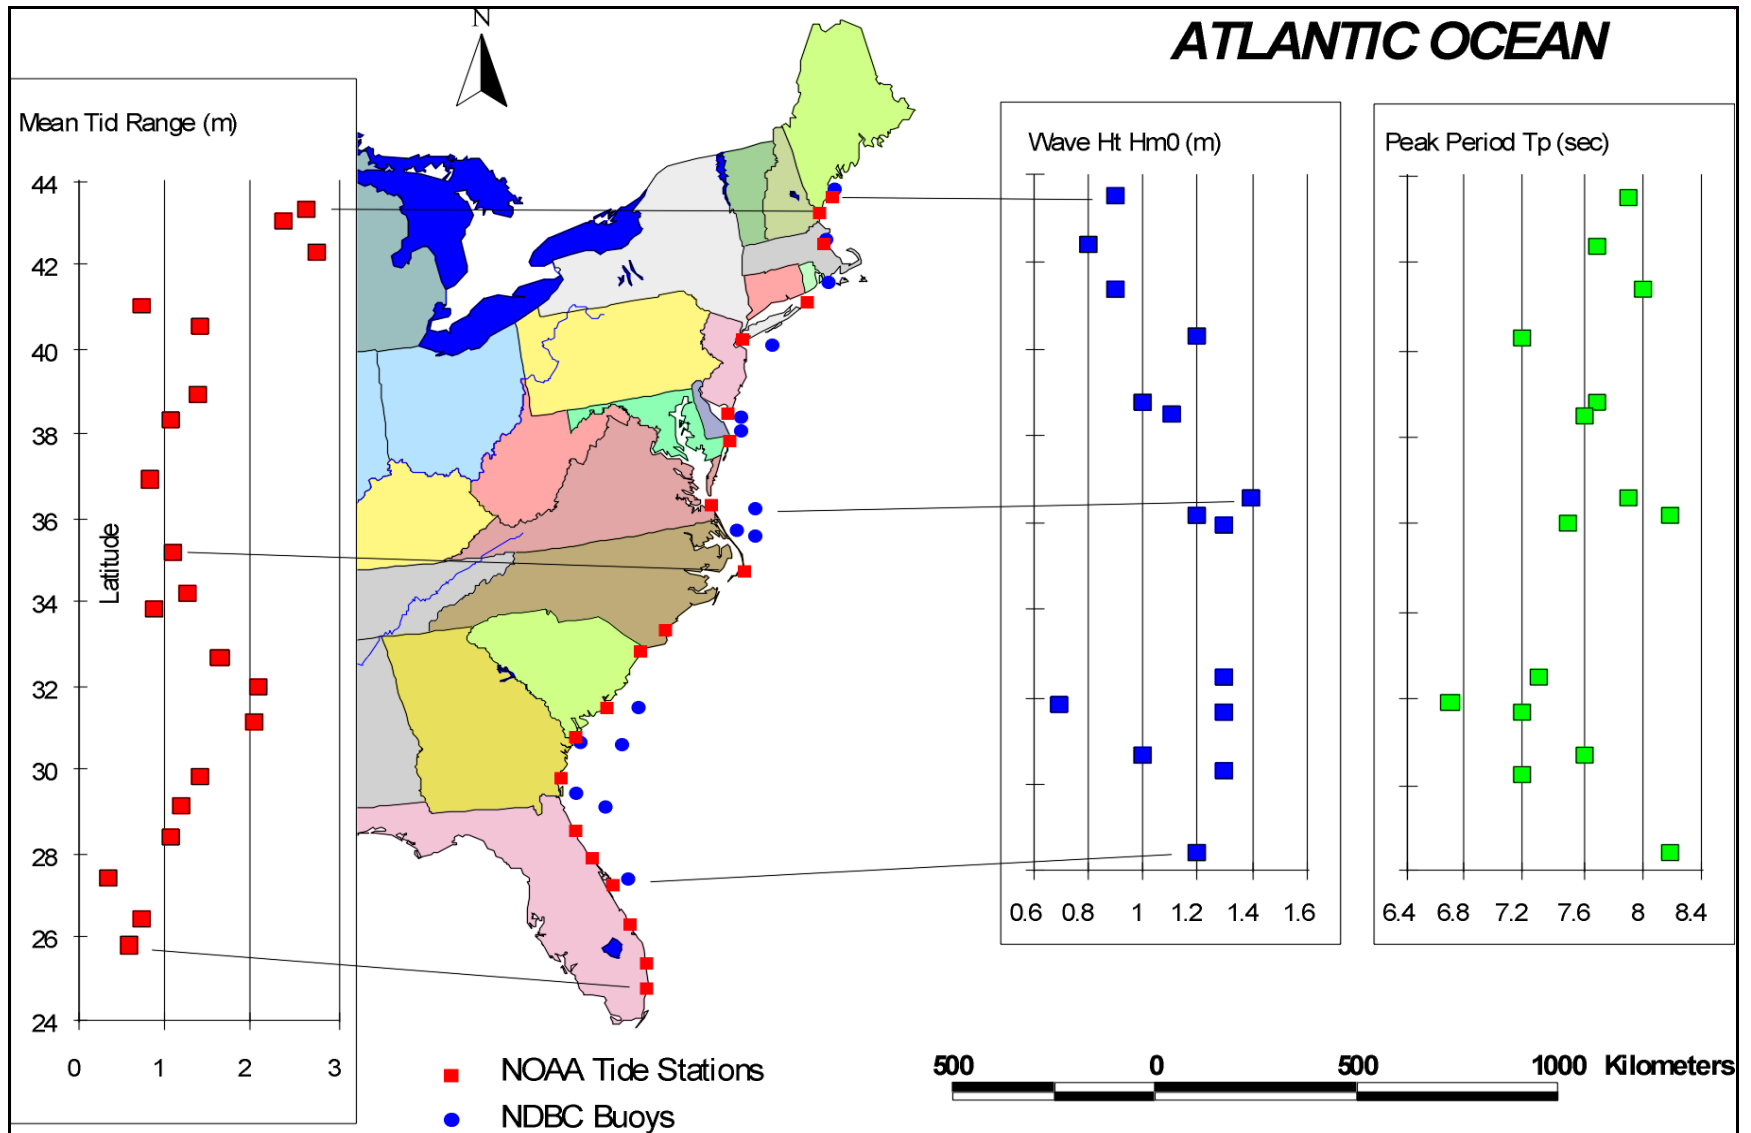 N
ATLANTIC OCEAN
Mean Tid Range (m)
44
42
40
38
36
34
32
30
28
26
24
Latitude
0 1 2 3
Wave Ht Hm0 (m)
0.6 0.8 1 1.2 1.4 1.6
Peak Period Tp (sec)
6.4 6.8 7.2 7.6 8 8.4
NOAA Tide Stations
NDBC Buoys
500 0 500 1000 Kilometers